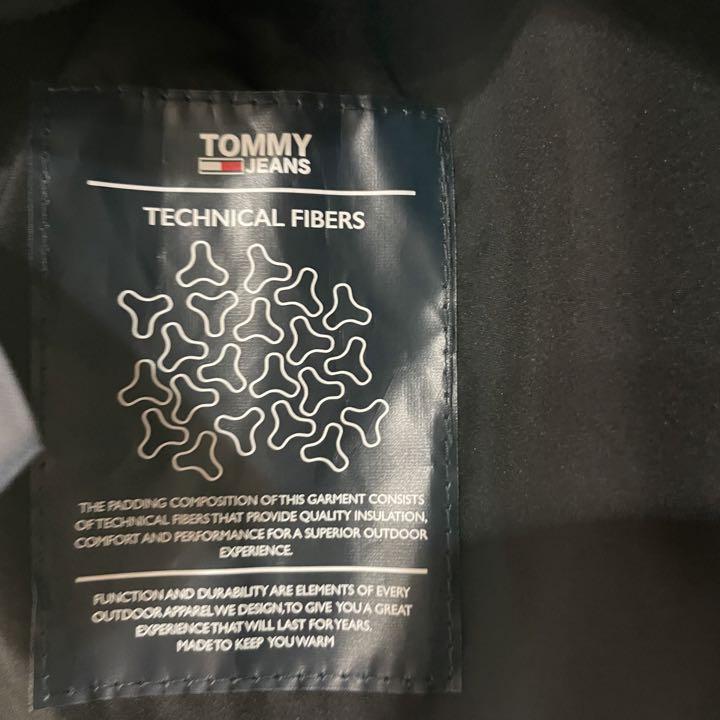 TOMMY
JEANS
TECHNICAL FIBERS
THE PADDING COMPOSITION OF THIS GARMENT CONSISTS
OF TECHNICAL FIBERS THAT PROVIDE QUALITY INSULATION,
COMFORT AND PERFORMANCE FOR A SUPERIOR OUTDOOR
EXPERIENCE.
FUNCTION AND DURABILITY ARE ELEMENTS OF EVERY
OUTDOOR APPAREL WE DESIGN, TO GIVE YOU A GREAT
EXPERIENCE THAT WILL LAST FOR YEARS.
MADE TO KEEP YOU WARM